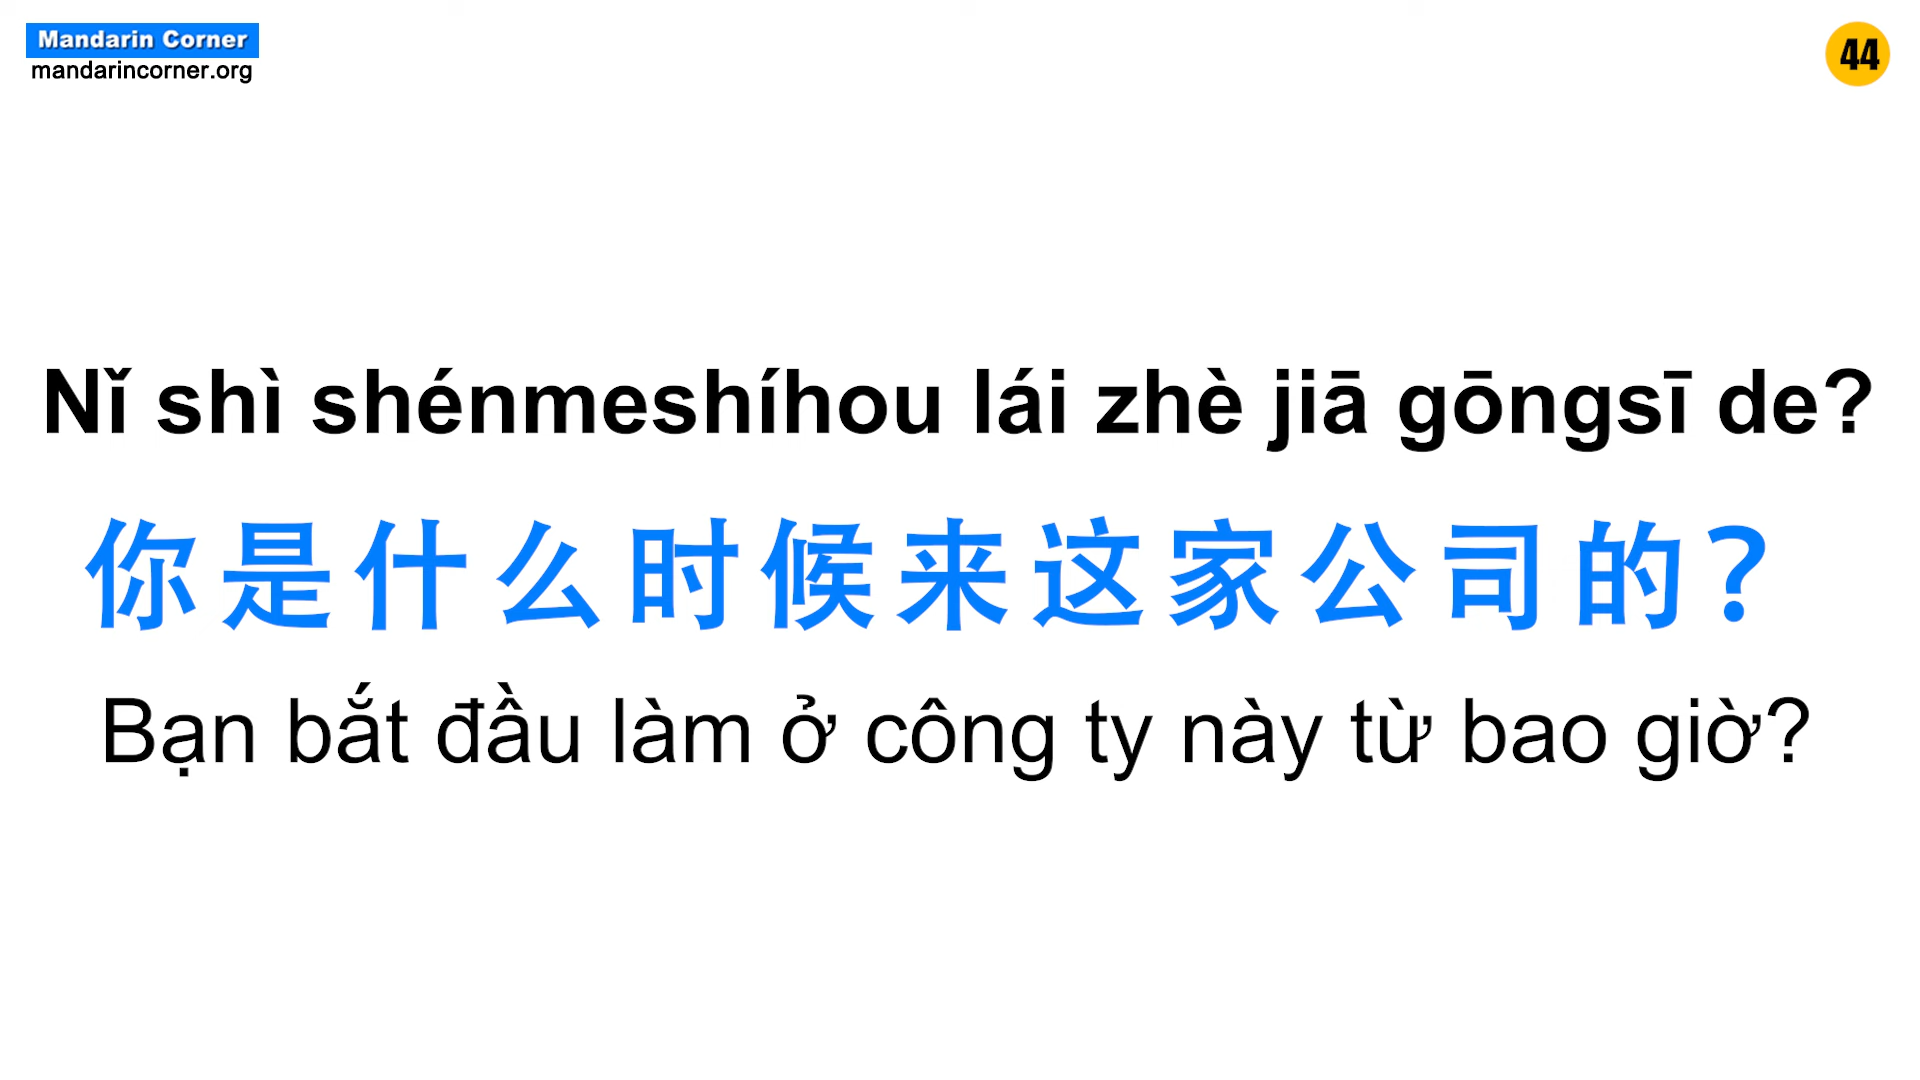 Mandarin Corner
mandarincorner.org
44
Nǐ shì shénmeshíhou lái zhè jiā gōngsī de?
你是什么时候来这家公司的?
Bạn bắt đầu làm ở công ty này từ bao giờ?